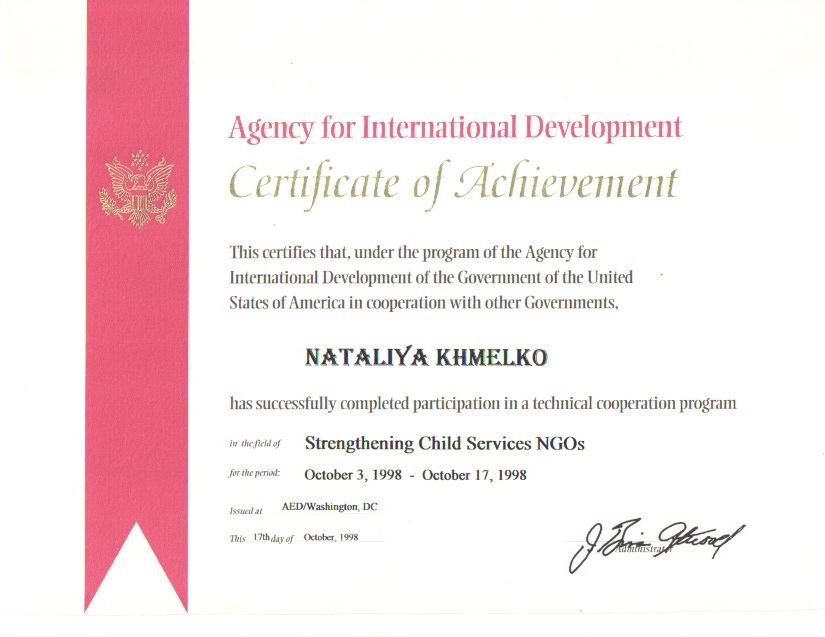 Agency for International Development
Certificate of Achievement
This certifies that, under the program of the Agency for
International Development of the Government of the United
States of America in cooperation with other Governments,
NATALIYA KHMELKO
has successfully completed participation in a technical cooperation program
in the field of Strengthening Child Services NGOs
for the period: October 3, 1998 - October 17, 1998
Issued at AED/Washington, DC
This 17th day of October, 1998
Administrator